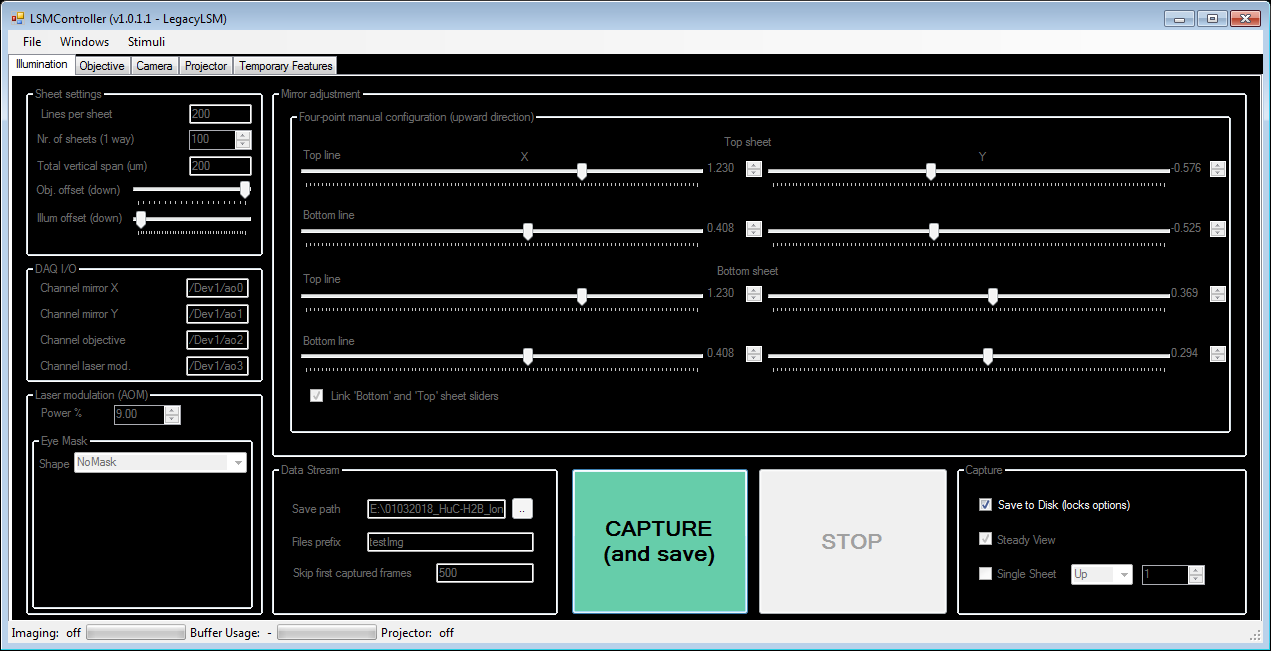 LSMController (v1.0.1.1 - LegacyLSM)
File Windows Stimuli
Illumination Objective Camera Projector Temporary Features
Sheet settings
Lines per sheet 200
Nr. of sheets (1 way) 100
Total vertical span (um) 200
Obj. offset (down)
Illum offset (down)
DAQ I/O
Channel mirror X /Dev1/ao0
Channel mirror Y /Dev1/ao1
Channel objective /Dev1/ao2
Channel laser mod. /Dev1/ao3
Laser modulation (AOM)
Power % 9.00
Eye Mask
Shape NoMask
Mirror adjustment
Four-point manual configuration (upward direction)
Top sheet
Top line X Y
1.230 -0.576
Bottom line
0.408 -0.525
Bottom sheet
Top line
1.230 0.369
Bottom line
0.408 0.294
Link 'Bottom' and 'Top' sheet sliders
Data Stream
Save path E:\01032018_HuC-H2B_lon ..
Files prefix testImg
Skip first captured frames 500
CAPTURE
(and save)
STOP
Capture
Save to Disk (locks options)
Steady View
Single Sheet Up 1
Imaging: off Buffer Usage: - Projector: off